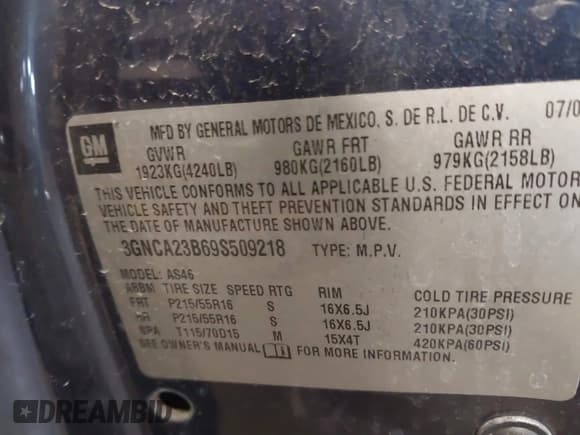 GM
MFD BY GENERAL MOTORS DE MEXICO, S. DE R.L. DE C.V. 07/0
GVWR GAWR FRT GAWR RR
1923KG(4240LB) 980KG(2160LB) 979KG(2158LB)
THIS VEHICLE CONFORMS TO ALL APPLICABLE U.S. FEDERAL MOTOR
VEHICLE SAFETY AND THEFT PREVENTION STANDARDS IN EFFECT ON
THE DATE OF MANUFACTURE SHOWN ABOVE.
3GNCA23B69S509218 TYPE: M.P.V.
MODEL: AS46
ABBM TIRE SIZE SPEED RTG RIM COLD TIRE PRESSURE
FRT P215/55R16 S 16X6.5J 210KPA(30PSI)
RR P215/55R16 S 16X6.5J 210KPA(30PSI)
SPA T115/70D15 M 15X4T 420KPA(60PSI)
SEE OWNER'S MANUAL FOR MORE INFORMATION.
DREAMBID